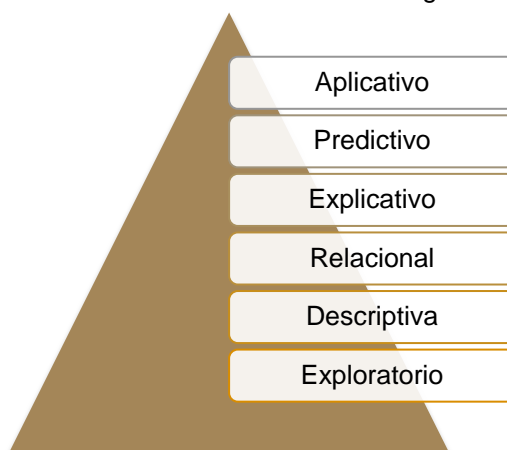 Aplicativo
Predictivo
Explicativo
Relacional
Descriptiva
Exploratorio